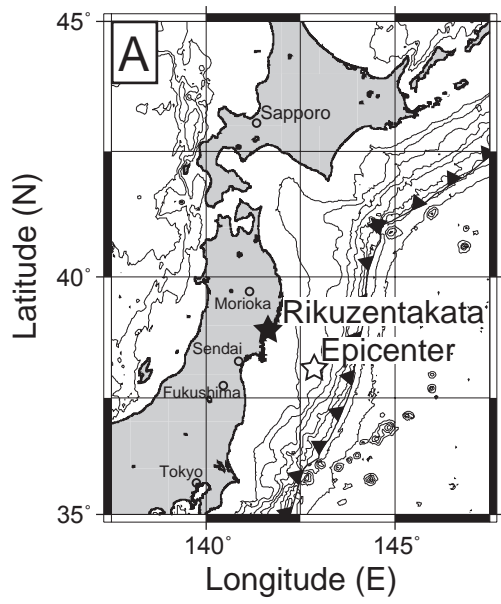 45°
A
Sapporo
Latitude (N)
40°
Morioka
Rikuzentakata
Sendai
Epicenter
Fukushima
Tokyo
35°
140°
145°
Longitude (E)